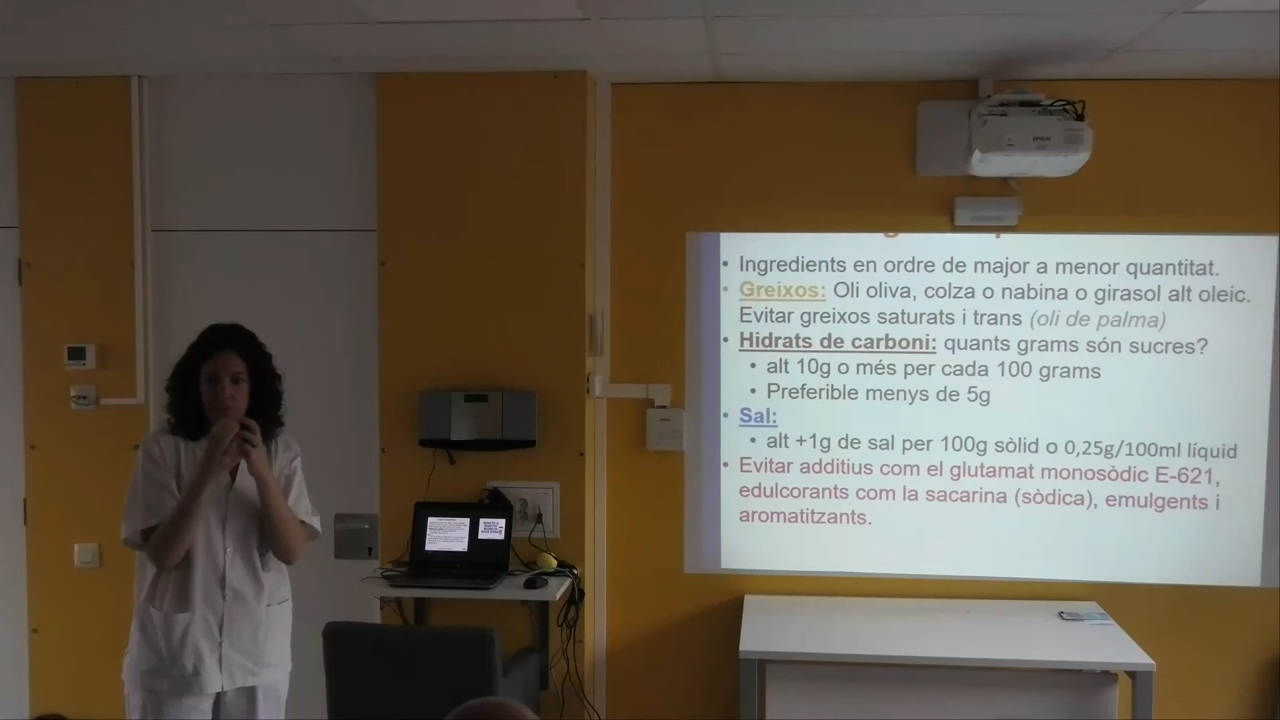 EPSON
• Ingredients en ordre de major a menor quantitat.
• Greixos: Oli oliva, colza o nabina o girasol alt oleic.
Evitar greixos saturats i trans (oli de palma)
• Hidrats de carboni: quants grams són sucres?
• alt 10g o més per cada 100 grams
• Preferible menys de 5g
• Sal:
• alt +1g de sal per 100g sòlid o 0,25g/100ml líquid
• Evitar additius com el glutamat monosòdic E-621,
edulcorants com la sacarina (sòdica), emulgents i
aromatitzants.